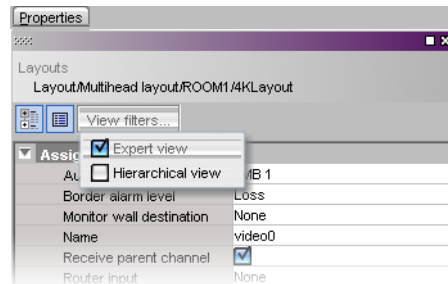 Properties
Layouts
Layout/Multihead layout/ROOM1/4KLayout
View filters...
Expert view
Hierarchical view
Assig
Au MB 1
Border alarm level Loss
Monitor wall destination None
Name video0
Receive parent channel
Router input None